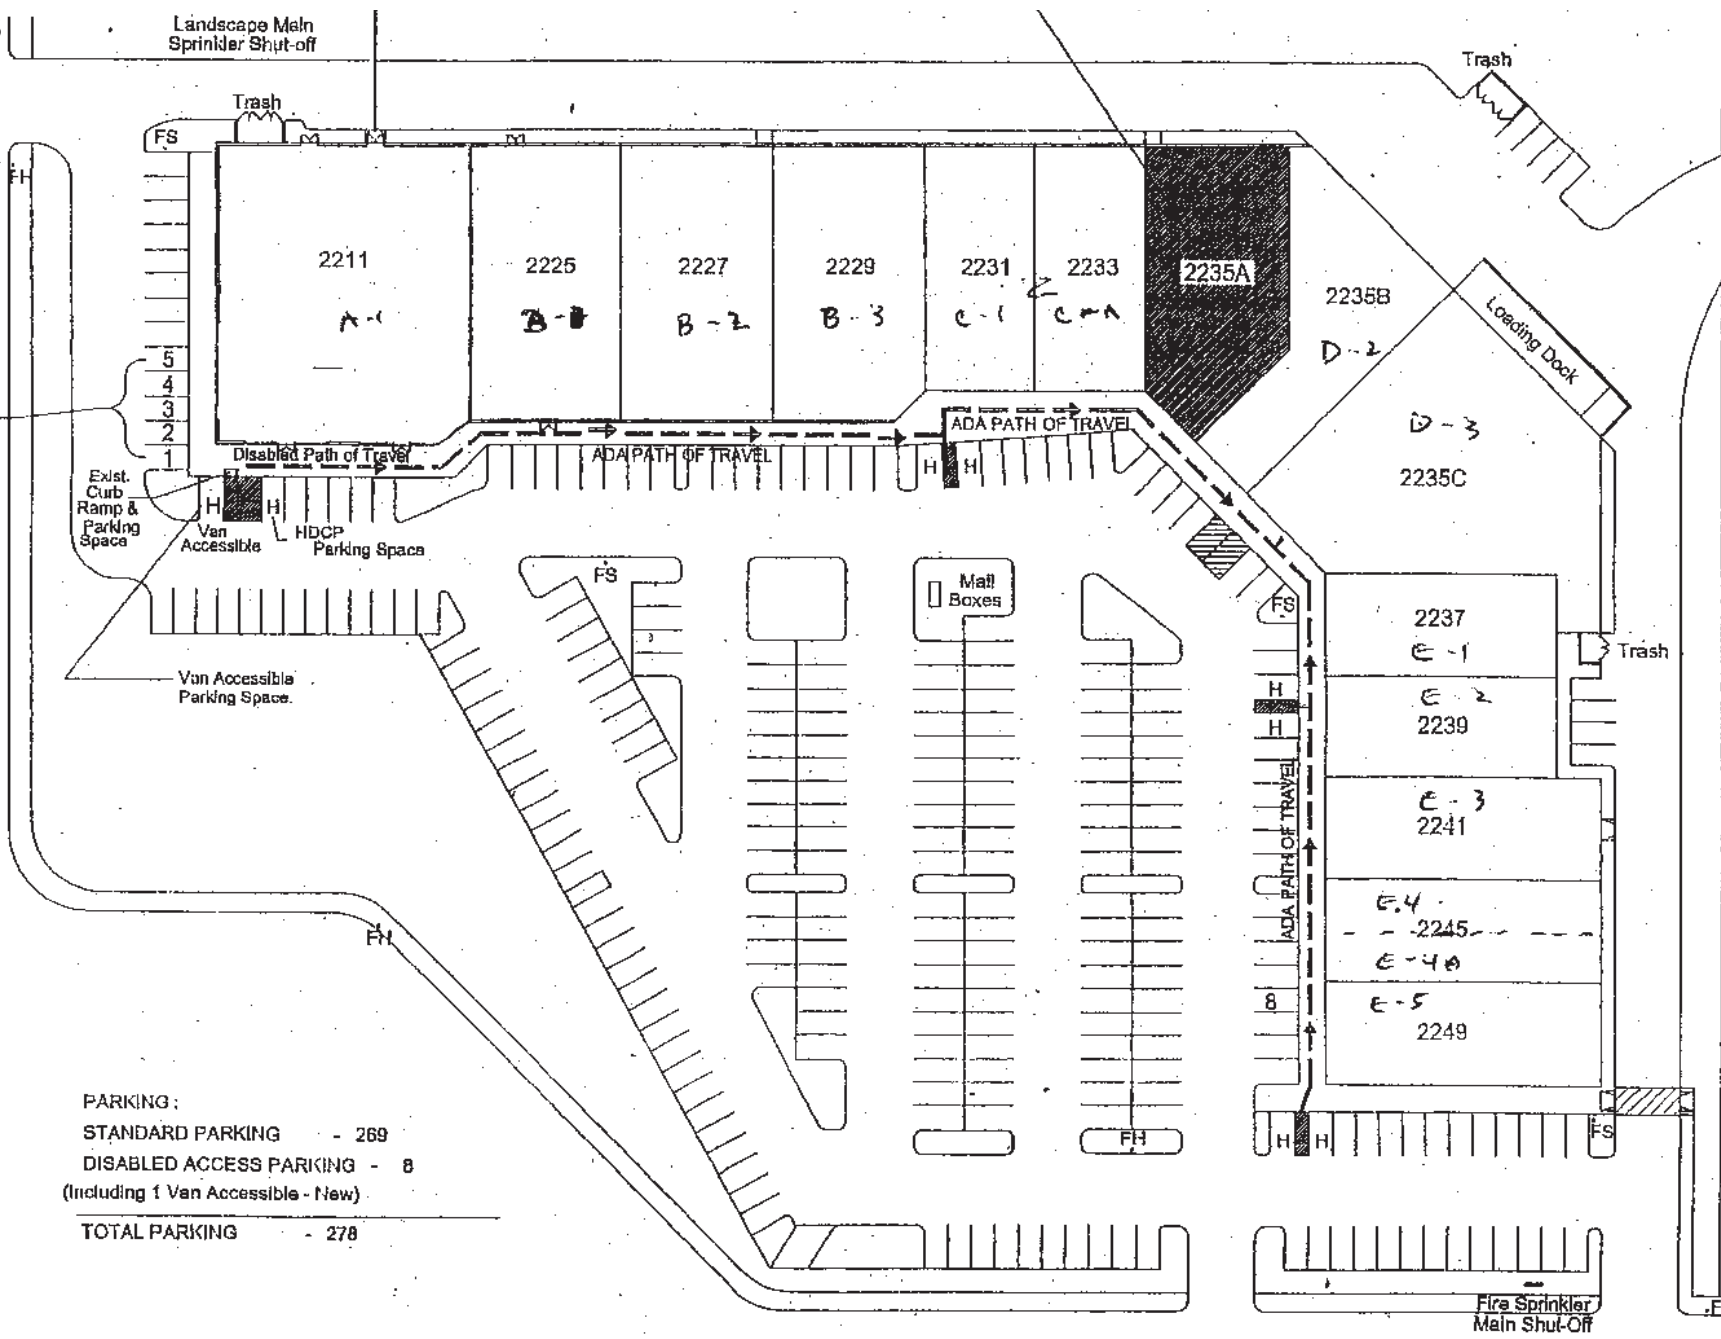 Landscape Main
Sprinkler Shut-off
Trash
Trash
FS
FH
2211
A-1
2225
2227
B-2
2229
B-3
2231
C-1
2233
2235A
2235B
D-2
Loading Dock
D-3
2235C
5
4
3
2
1
Disabled Path of Travel
ADA PATH OF TRAVEL
ADA PATH OF TRAVEL
H
H
Exist.
Curb
Ramp &
Parking
Space
H
H
Van
Accessible
HDCP
Parking Space
FS
Mail
Boxes
FS
2237
E-1
Trash
Van Accessible
Parking Space.
H
H
E-2
2239
ADA PATH OF TRAVEL
E-3
2241
E.4
2245
E-4A
FH
8
E-5
2249
PARKING:
STANDARD PARKING - 269
DISABLED ACCESS PARKING - 8
(Including 1 Van Accessible - New)
TOTAL PARKING - 278
FH
H
H
FS
Fire Sprinkler
Main Shut-Off